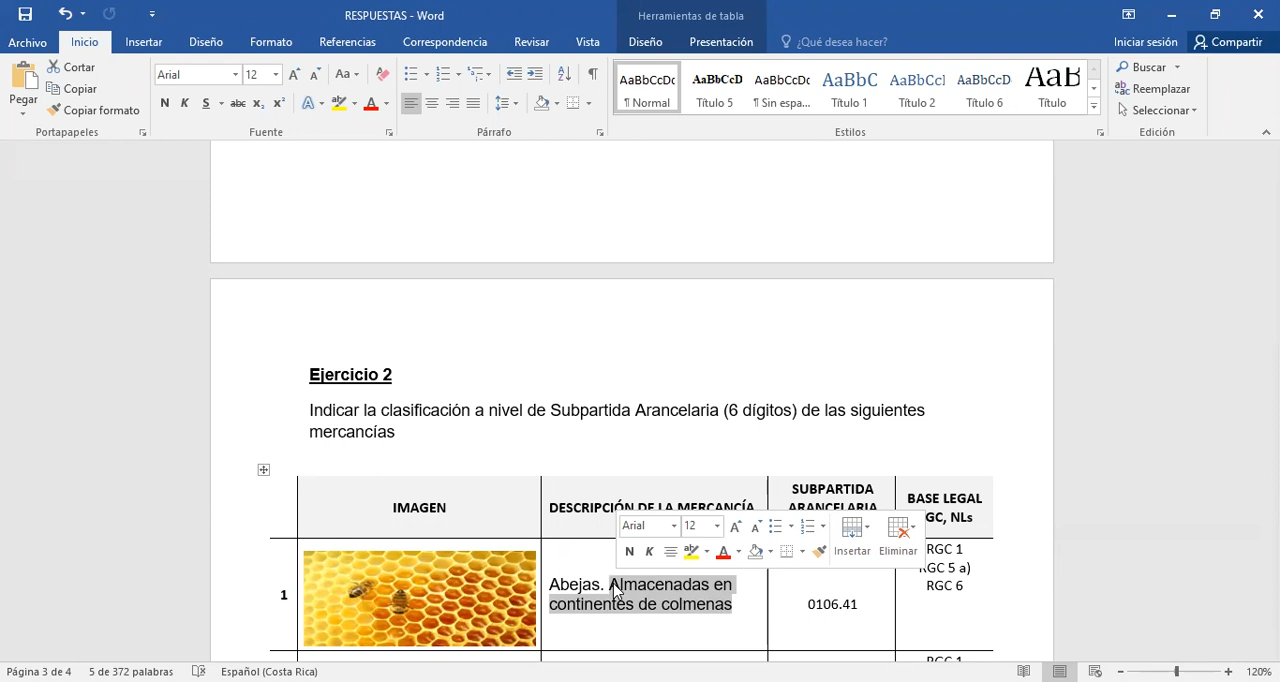 RESPUESTAS - Word
Herramientas de tabla
Archivo Inicio Insertar Diseño Formato Referencias Correspondencia Revisar Vista Diseño Presentación ¿Qué desea hacer? Iniciar sesión Compartir
Pegar
Cortar
Copiar
Copiar formato
Portapapeles
Arial 12
Aa
N K S abc x₂ x²
A A
Fuente
Párrafo
AaBbCcDc AaBbCcD AaBbCcDc AaBbC AaBbCcI AaBbCcD AaB
¶ Normal Título 5 ¶ Sin espa... Título 1 Título 2 Título 6 Título
Estilos
Buscar
Reemplazar
Seleccionar
Edición
Ejercicio 2
Indicar la clasificación a nivel de Subpartida Arancelaria (6 dígitos) de las siguientes
mercancías
IMAGEN
DESCRIPCIÓN DE LA MERCANCÍA
SUBPARTIDA
ARANCELARIA
BASE LEGAL
GC, NLs
Arial 12
N K
A
Insertar Eliminar
1
Abejas. Almacenadas en
continentes de colmenas
0106.41
RGC 1
RGC 5 a)
RGC 6
RGC 1
Página 3 de 4 5 de 372 palabras Español (Costa Rica) 120%